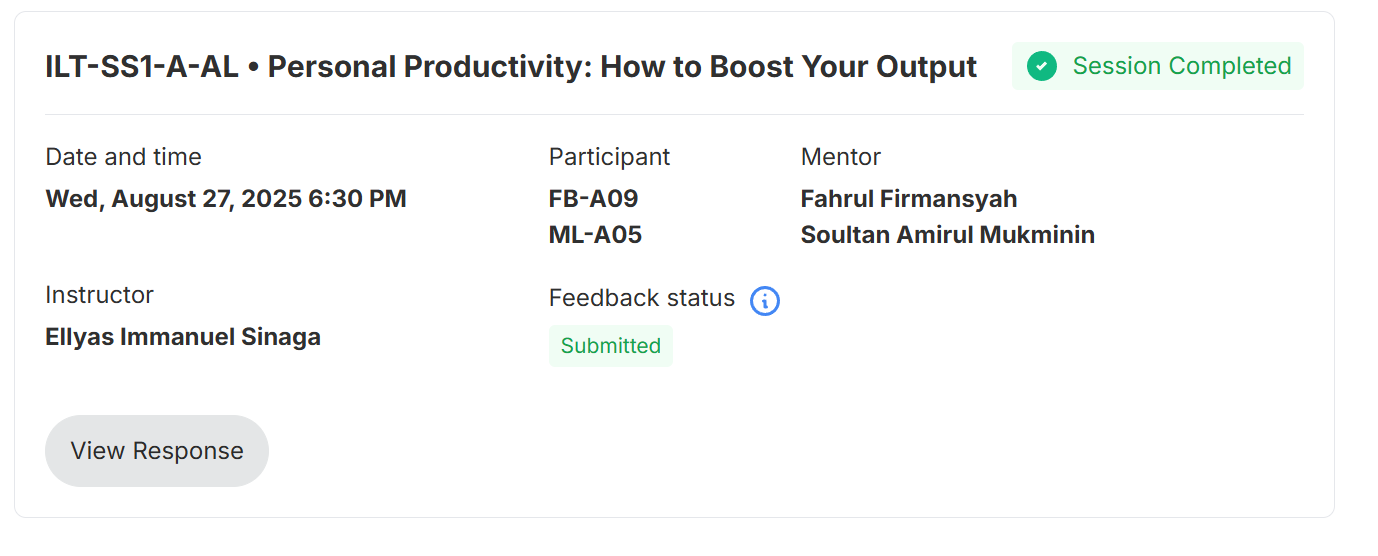 ILT-SS1-A-AL • Personal Productivity: How to Boost Your Output
Session Completed
Date and time
Wed, August 27, 2025 6:30 PM
Participant
FB-A09
ML-A05
Mentor
Fahrul Firmansyah
Soultan Amirul Mukminin
Instructor
Ellyas Immanuel Sinaga
Feedback status
Submitted
View Response